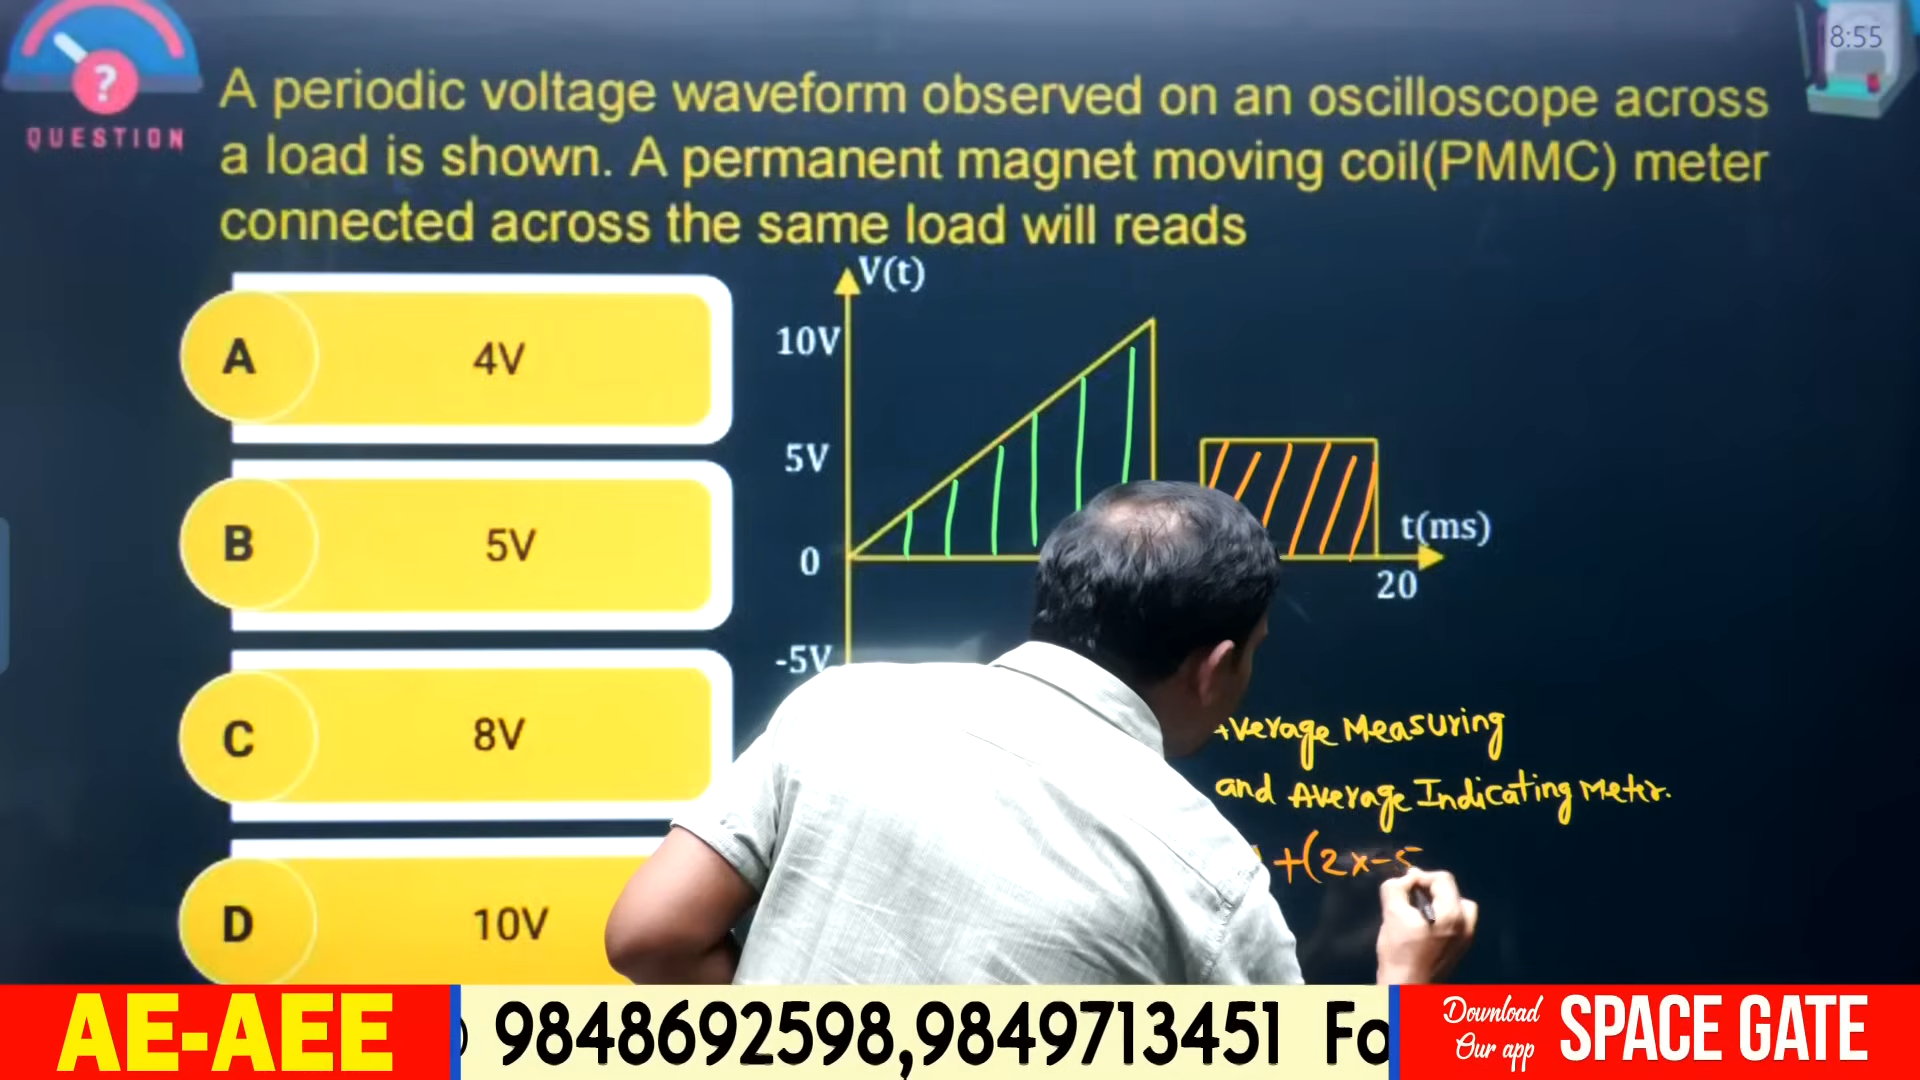 8:55
?
QUESTION
A periodic voltage waveform observed on an oscilloscope across
a load is shown. A permanent magnet moving coil(PMMC) meter
connected across the same load will reads
A
4V
B
5V
C
8V
D
10V
V(t)
10V
5V
0
-5V
t(ms)
20
verage Measuring
and Average Indicating Meter.
+(2x-5
AE-AEE
9848692598,9849713451 Fo
Download
Our app
SPACE GATE